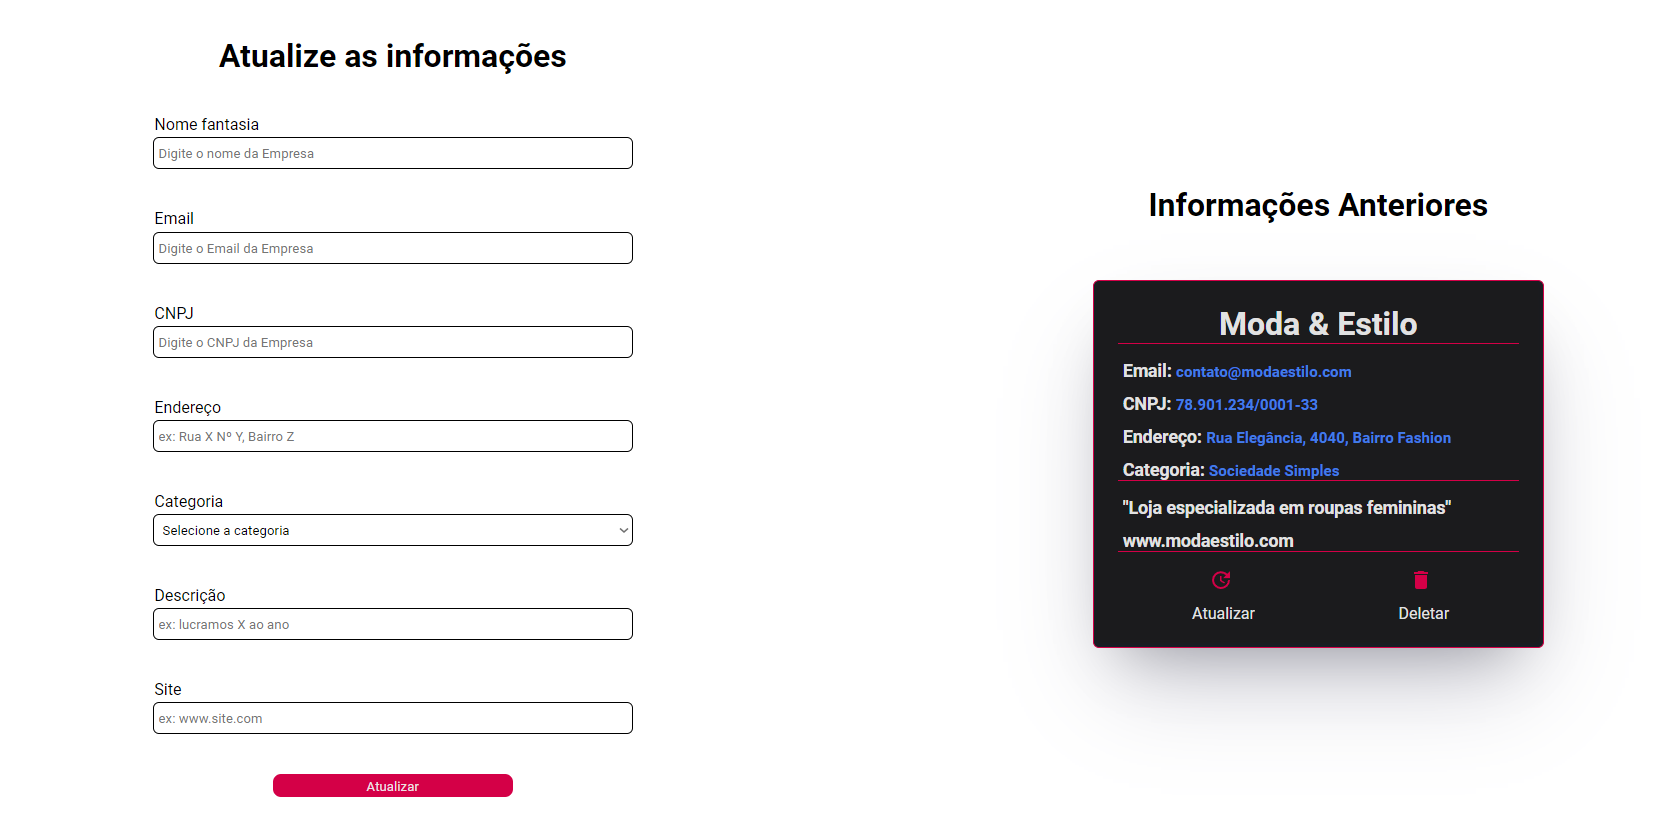 Atualize as informações
Nome fantasia
Digite o nome da Empresa
Email
Digite o Email da Empresa
CNPJ
Digite o CNPJ da Empresa
Endereço
ex: Rua X Nº Y, Bairro Z
Categoria
Selecione a categoria
Descrição
ex: lucramos X ao ano
Site
ex: www.site.com
Atualizar
Informações Anteriores
Moda & Estilo
Email: contato@modaestilo.com
CNPJ: 78.901.234/0001-33
Endereço: Rua Elegância, 4040, Bairro Fashion
Categoria: Sociedade Simples
"Loja especializada em roupas femininas"
www.modaestilo.com
Atualizar
Deletar